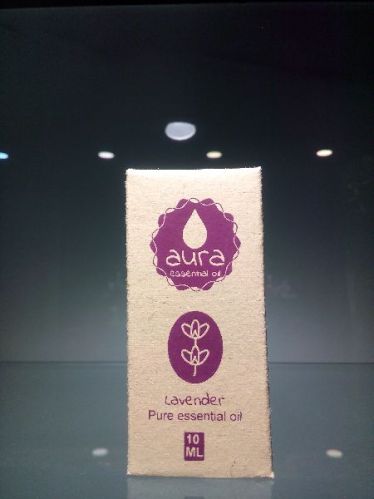 aura
essential oil
Lavender
Pure essential oil
10
ML